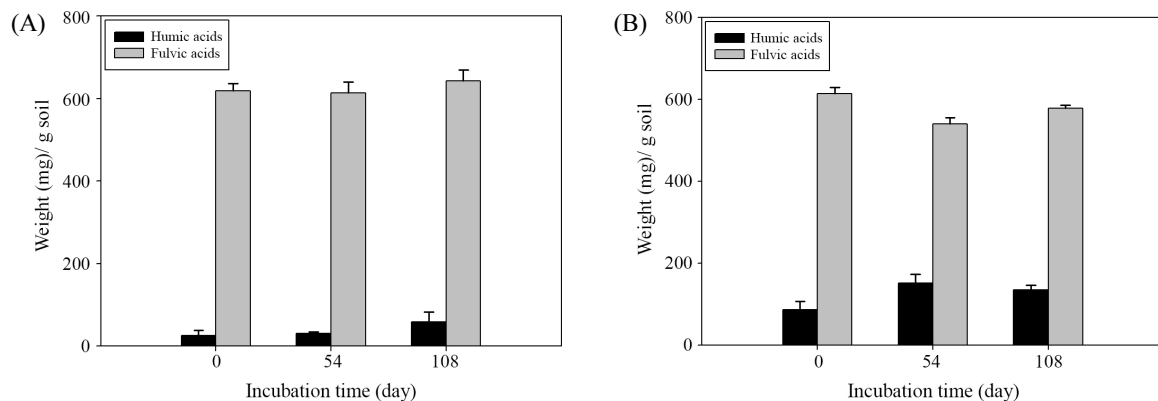 (A)
Weight (mg)/ g soil
800
600
400
200
0
Humic acids
Fulvic acids
0 54 108
Incubation time (day)
(B)
Weight (mg)/ g soil
800
600
400
200
0
Humic acids
Fulvic acids
0 54 108
Incubation time (day)